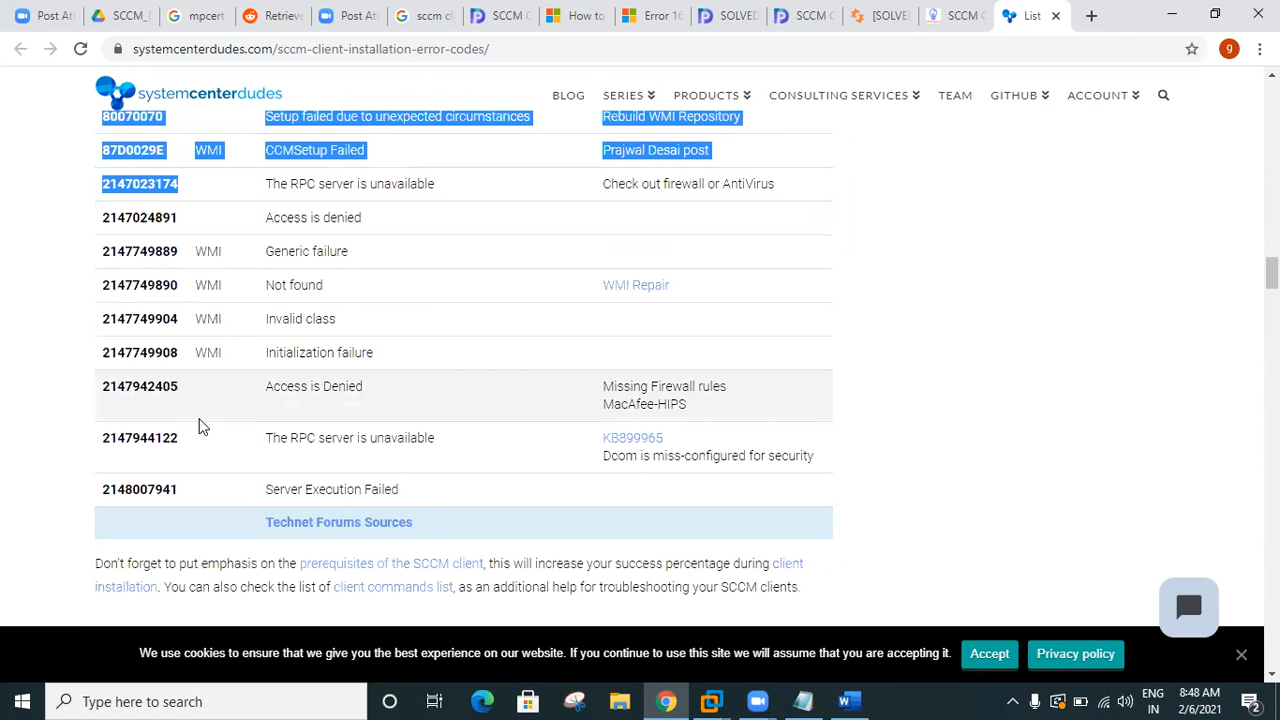 Post Att
SCCM_
mpcert
Retrieve
Post Att
sccm cl
SCCM C
How to
Error 16
SOLVED
SCCM C
[SOLVE
SCCM C
List
systemcenterdudes.com/sccm-client-installation-error-codes/
g
systemcenterdudes
BLOG SERIES PRODUCTS CONSULTING SERVICES TEAM GITHUB ACCOUNT
80070070 Setup failed due to unexpected circumstances Rebuild WMI Repository
87D0029E WMI CCMSetup Failed Prajwal Desai post
2147023174 The RPC server is unavailable Check out firewall or AntiVirus
2147024891 Access is denied
2147749889 WMI Generic failure
2147749890 WMI Not found WMI Repair
2147749904 WMI Invalid class
2147749908 WMI Initialization failure
2147942405 Access is Denied Missing Firewall rules
MacAfee-HIPS
2147944122 The RPC server is unavailable KB899965
Dcom is miss-configured for security
2148007941 Server Execution Failed
Technet Forums Sources
Don't forget to put emphasis on the prerequisites of the SCCM client, this will increase your success percentage during client
installation. You can also check the list of client commands list, as an additional help for troubleshooting your SCCM clients.
We use cookies to ensure that we give you the best experience on our website. If you continue to use this site we will assume that you are accepting it. Accept Privacy policy
Type here to search
ENG
IN
8:48 AM
2/6/2021
2